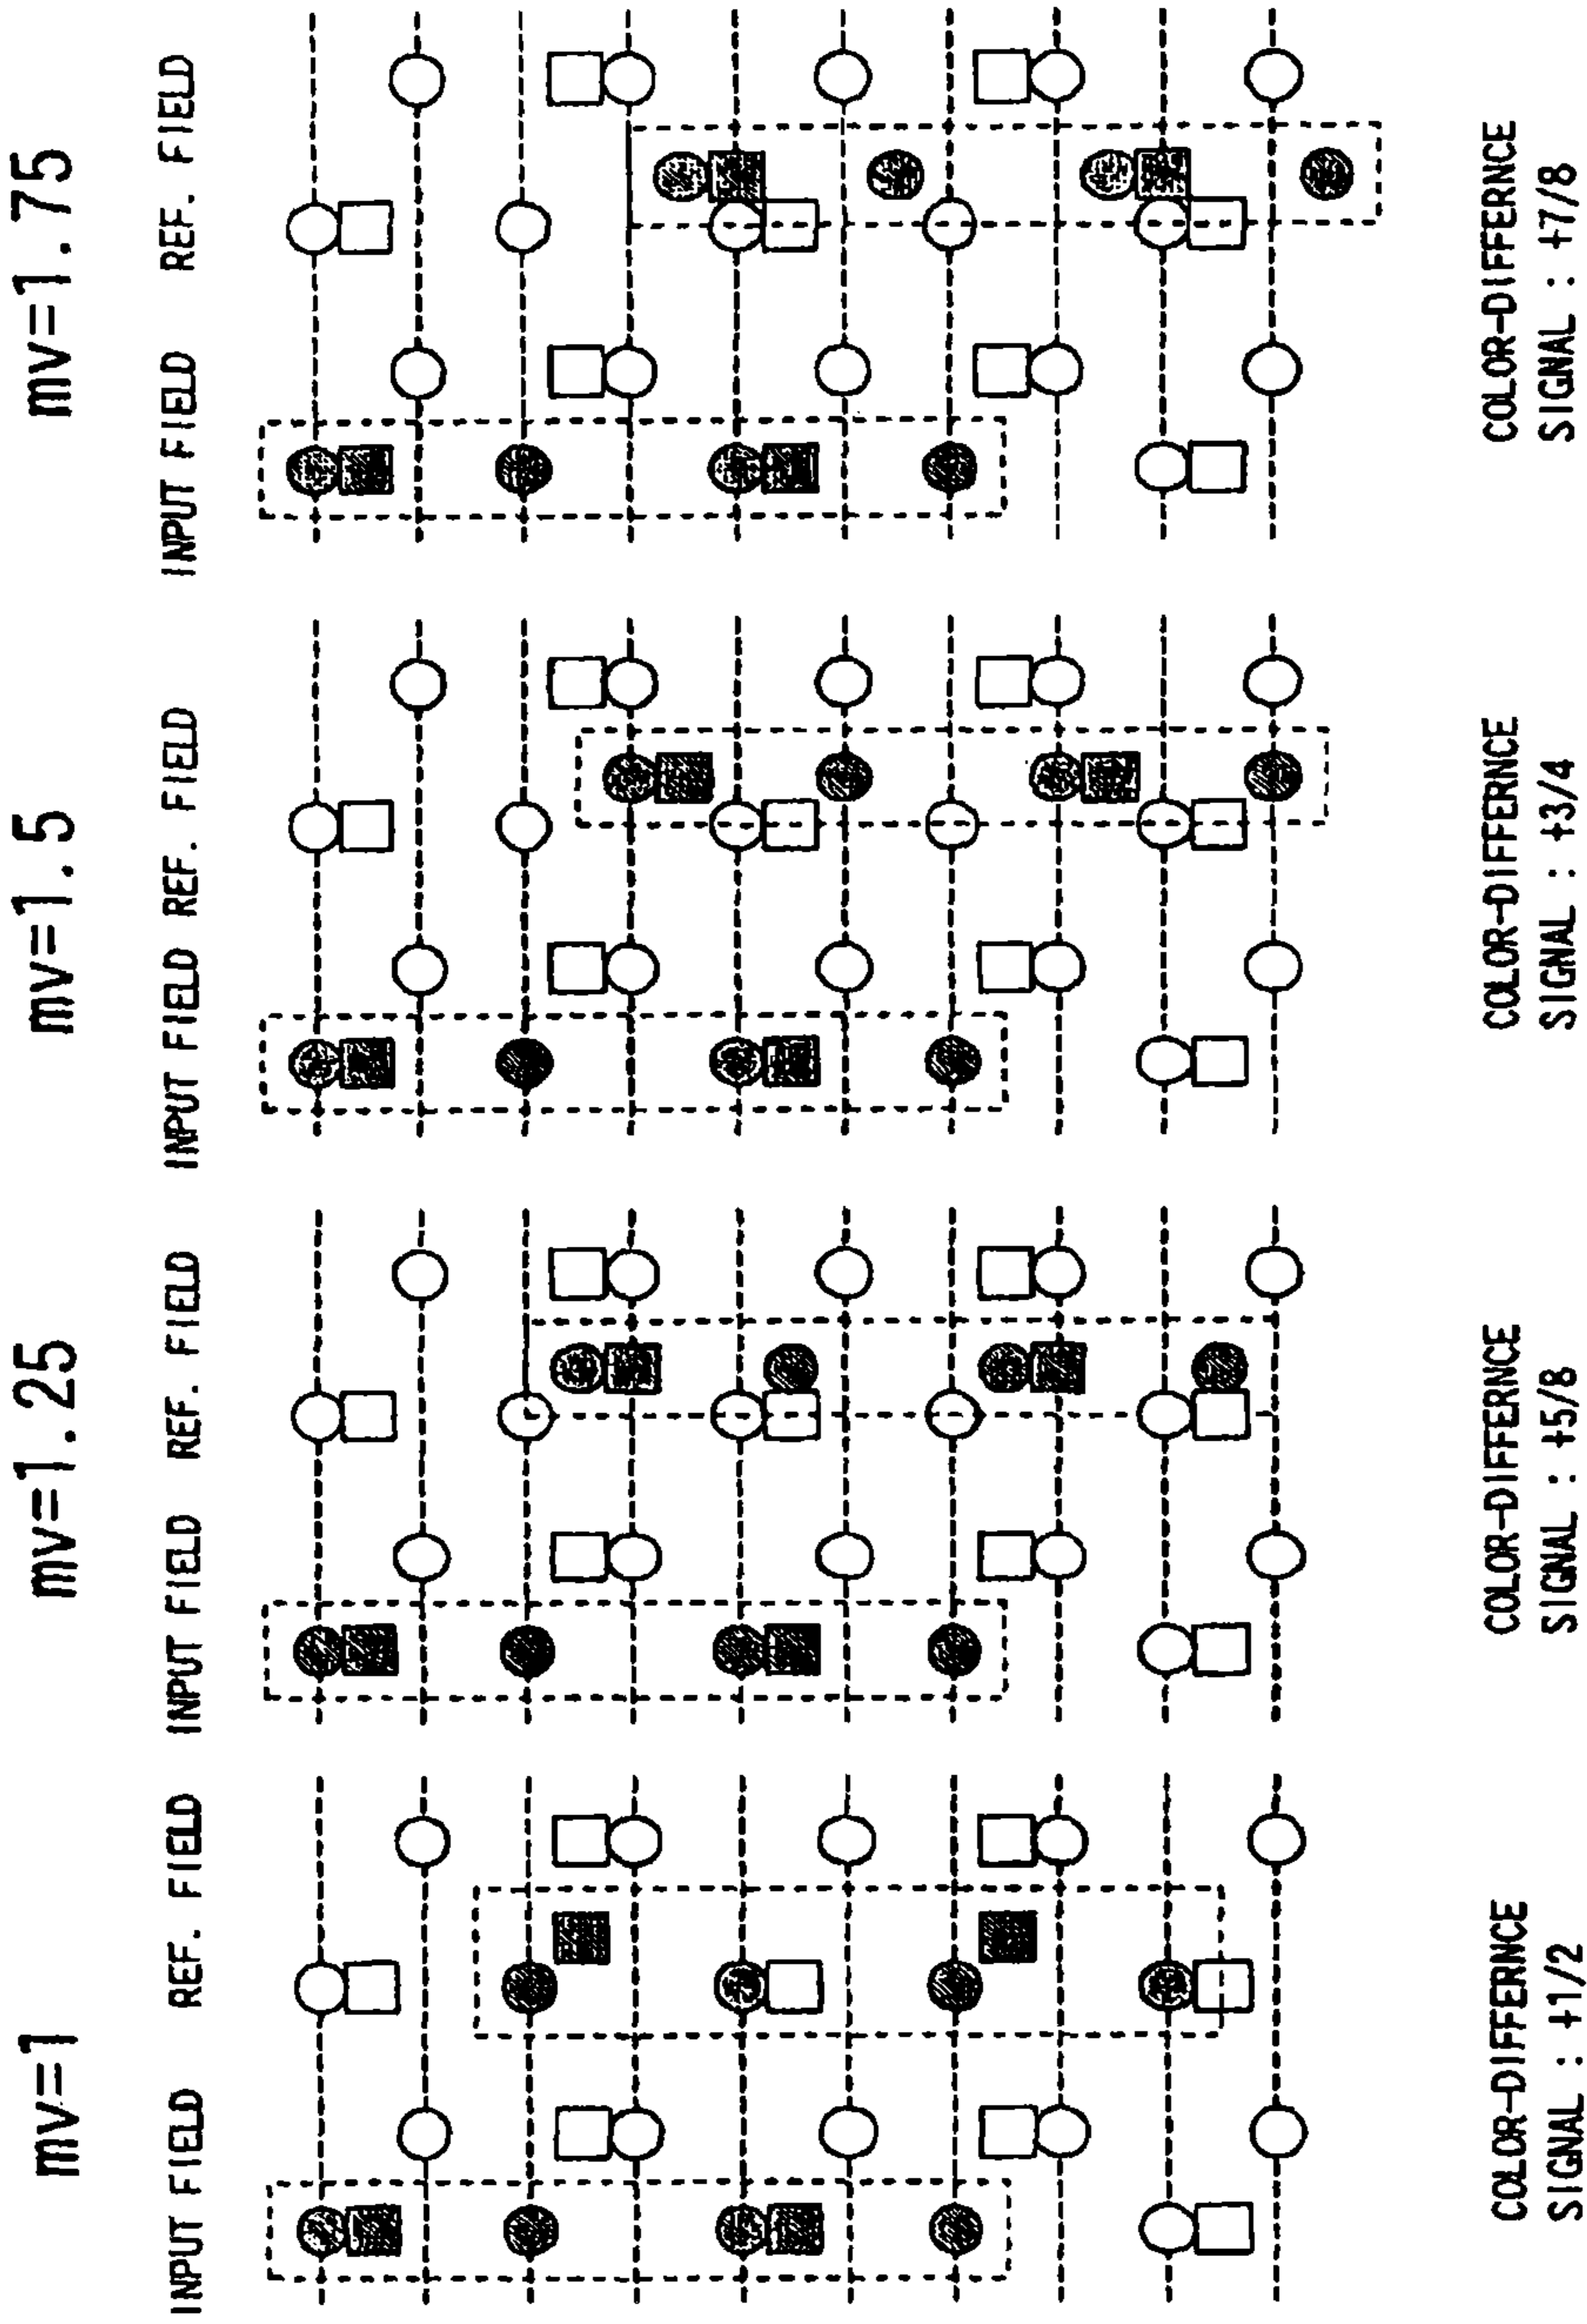 mv=1
INPUT FIELD REF. FIELD
COLOR-DIFFERNCE
SIGNAL : +1/2
mv=1.25
INPUT FIELD REF. FIELD
COLOR-DIFFERNCE
SIGNAL : +5/8
mv=1.5
INPUT FIELD REF. FIELD
COLOR-DIFFERNCE
SIGNAL : +3/4
mv=1.75
INPUT FIELD REF. FIELD
COLOR-DIFFERNCE
SIGNAL : +7/8